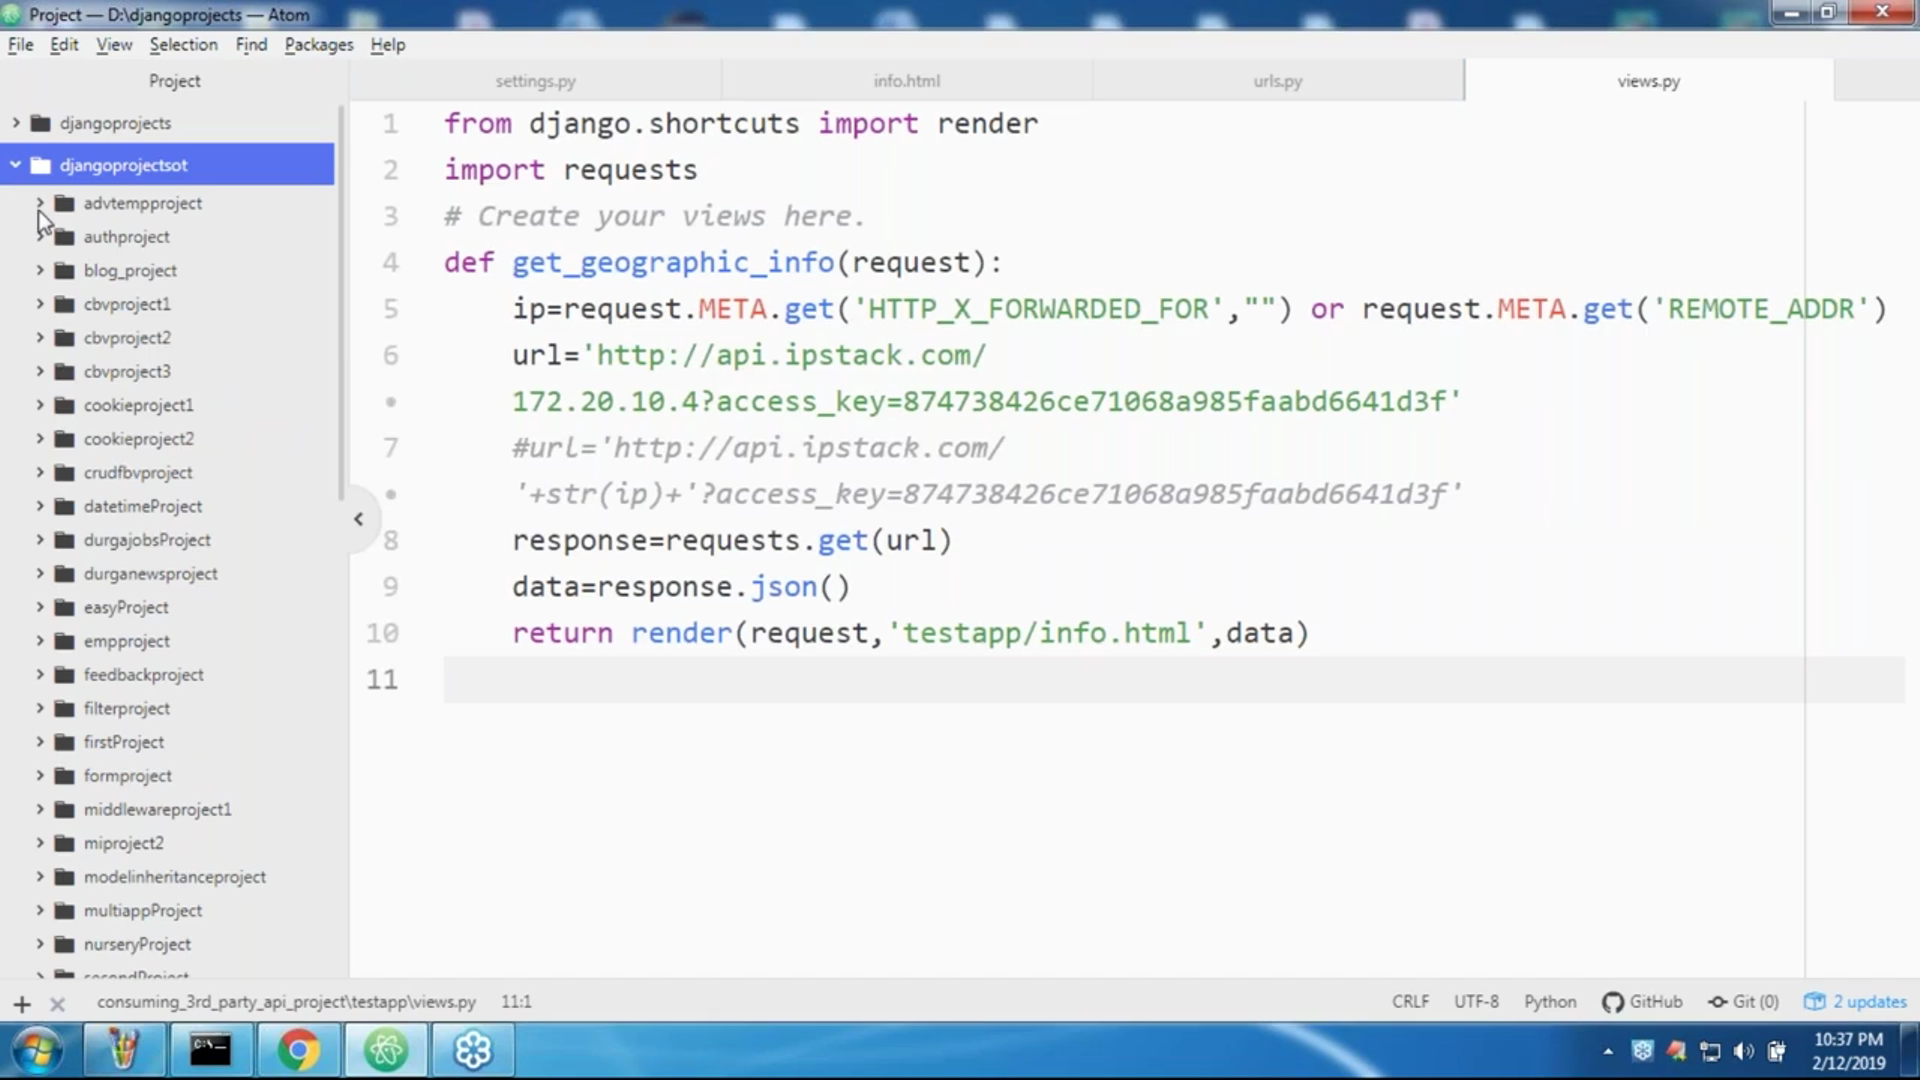 Project — D:\djangoprojects — Atom
File Edit View Selection Find Packages Help
Project
settings.py
info.html
urls.py
views.py
djangoprojects
djangoprojectsot
advtempproject
authproject
blog_project
cbvproject1
cbvproject2
cbvproject3
cookieproject1
cookieproject2
crudfbvproject
datetimeProject
durgajobsProject
durganewsproject
easyProject
empproject
feedbackproject
filterproject
firstProject
formproject
middlewareproject1
miproject2
modelinheritanceproject
multiappProject
nurseryProject
secondProject
1 from django.shortcuts import render
2 import requests
3 # Create your views here.
4 def get_geographic_info(request):
5 ip=request.META.get('HTTP_X_FORWARDED_FOR',"") or request.META.get('REMOTE_ADDR')
6 url='http://api.ipstack.com/
172.20.10.4?access_key=874738426ce71068a985faabd6641d3f'
7 #url='http://api.ipstack.com/
'+str(ip)+'?access_key=874738426ce71068a985faabd6641d3f'
8 response=requests.get(url)
9 data=response.json()
10 return render(request,'testapp/info.html',data)
11
consuming_3rd_party_api_project\testapp\views.py 11:1
CRLF UTF-8 Python GitHub Git (0) 2 updates
C:\_
10:37 PM
2/12/2019